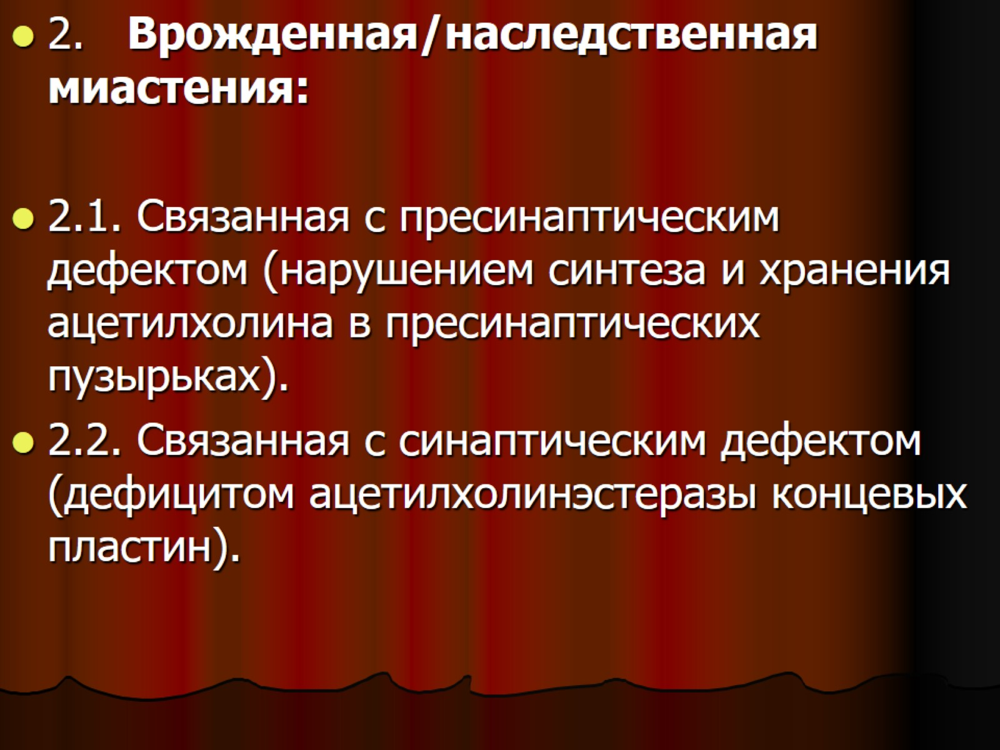 2. Врожденная/наследственная
миастения:
2.1. Связанная с пресинаптическим
дефектом (нарушением синтеза и хранения
ацетилхолина в пресинаптических
пузырьках).
2.2. Связанная с синаптическим дефектом
(дефицитом ацетилхолинэстеразы концевых
пластин).